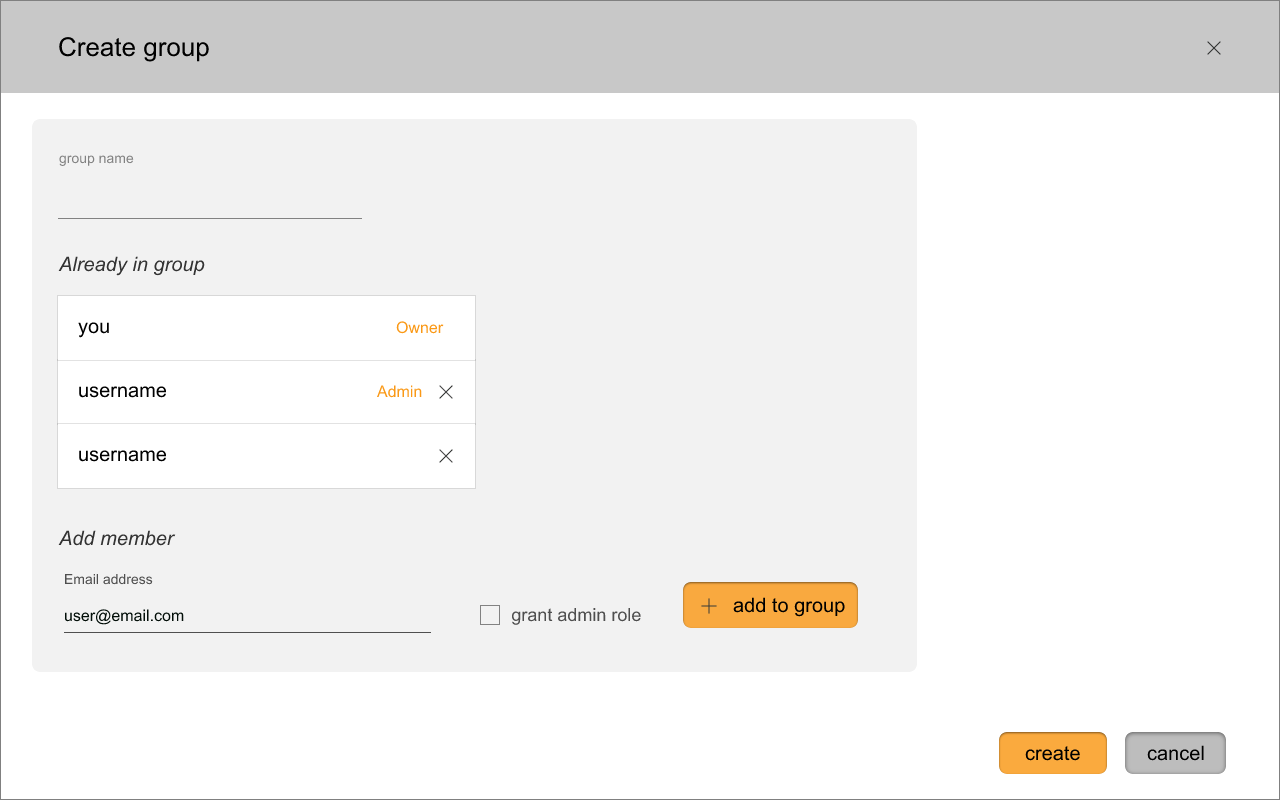 Create group
group name
Already in group
you Owner
username Admin
username
Add member
Email address
user@email.com
grant admin role
add to group
create
cancel